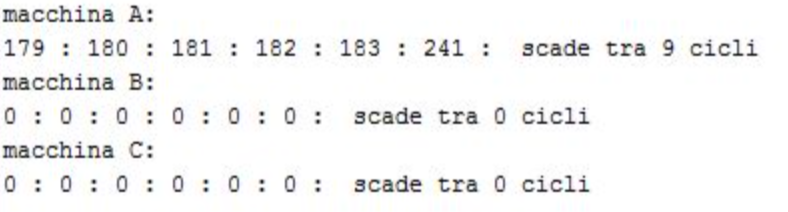 macchina A:
179 : 180 : 181 : 182 : 183 : 241 :  scade tra 9 cicli
macchina B:
0 : 0 : 0 : 0 : 0 : 0 :  scade tra 0 cicli
macchina C:
0 : 0 : 0 : 0 : 0 : 0 :  scade tra 0 cicli